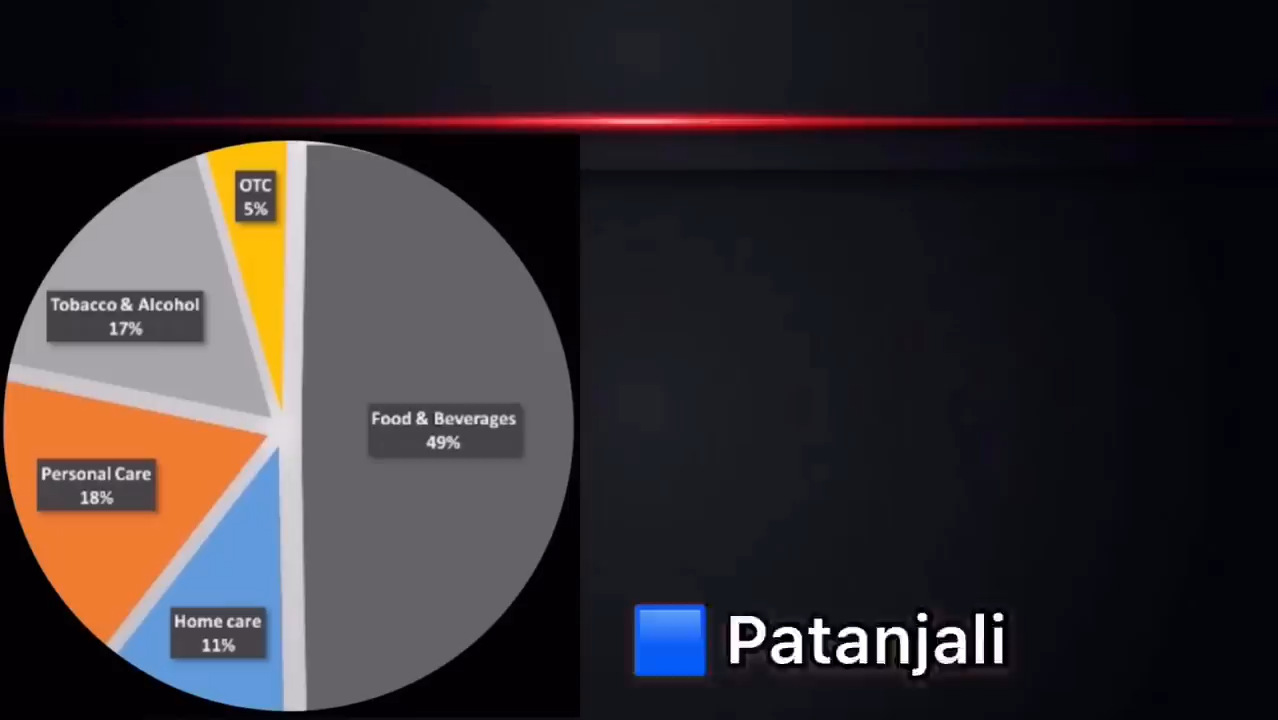 OTC
5%
Tobacco & Alcohol
17%
Food & Beverages
49%
Personal Care
18%
Home care
11%
Patanjali